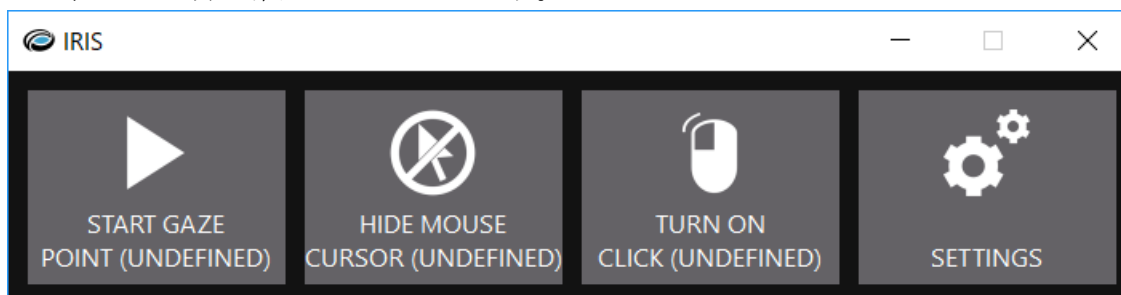 IRIS
START GAZE
POINT (UNDEFINED)
HIDE MOUSE
CURSOR (UNDEFINED)
TURN ON
CLICK (UNDEFINED)
SETTINGS